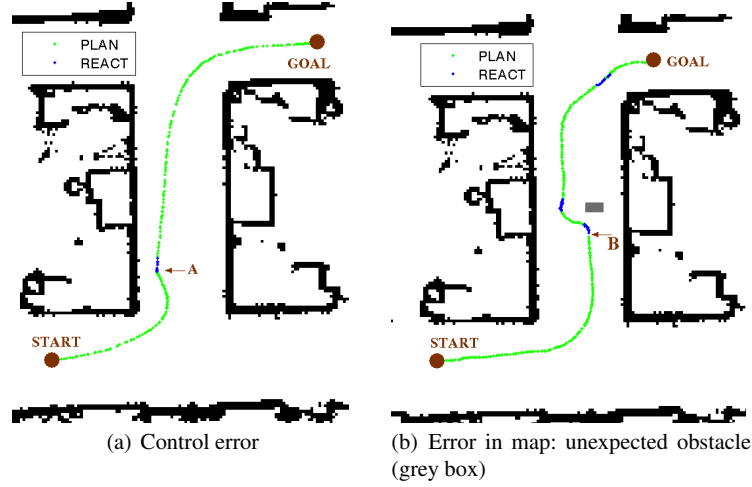 PLAN
REACT
GOAL
A
START
(a) Control error
PLAN
REACT
GOAL
B
START
(b) Error in map: unexpected obstacle
(grey box)